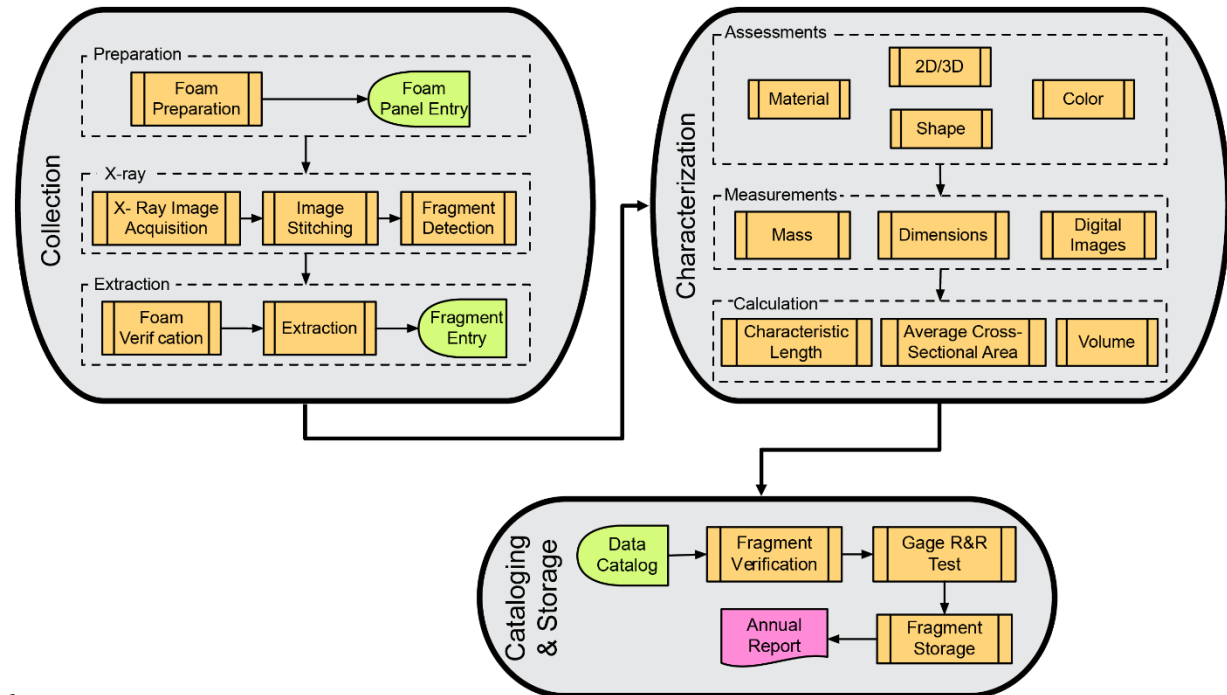 Collection
Preparation
Foam
Preparation
Foam
Panel Entry
X-ray
X- Ray Image
Acquisition
Image
Stitching
Fragment
Detection
Extraction
Foam
Verif cation
Extraction
Fragment
Entry
Characterization
Assessments
Material
2D/3D
Shape
Color
Measurements
Mass
Dimensions
Digital
Images
Calculation
Characteristic
Length
Average Cross-
Sectional Area
Volume
Cataloging
& Storage
Data
Catalog
Fragment
Verification
Gage R&R
Test
Fragment
Storage
Annual
Report